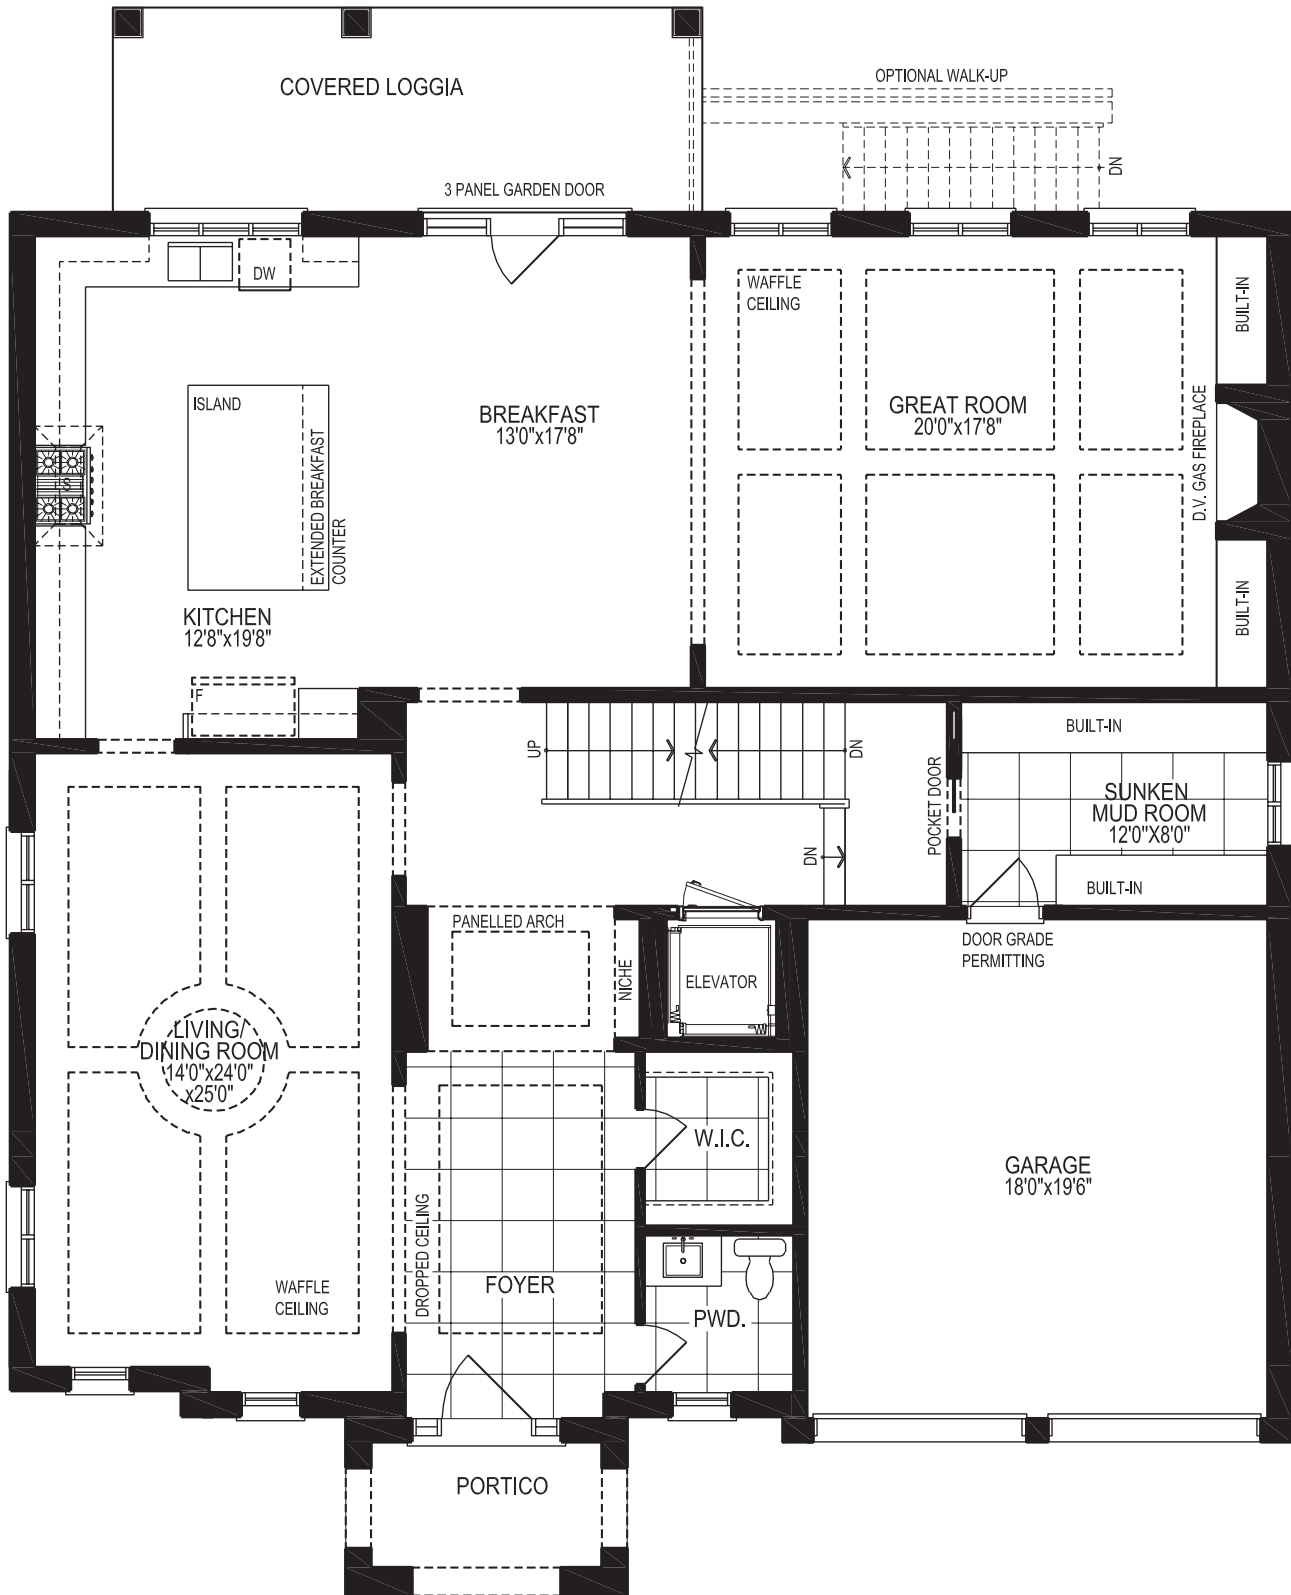 COVERED LOGGIA
OPTIONAL WALK-UP
DN
3 PANEL GARDEN DOOR
DW
WAFFLE
CEILING
BUILT-IN
ISLAND
EXTENDED BREAKFAST
COUNTER
BREAKFAST
13'0"x17'8"
GREAT ROOM
20'0"x17'8"
D.V. GAS FIREPLACE
BUILT-IN
KITCHEN
12'8"x19'8"
F
UP
DN
BUILT-IN
POCKET DOOR
SUNKEN
MUD ROOM
12'0"X8'0"
DN
BUILT-IN
PANELLED ARCH
NICHE
ELEVATOR
DOOR GRADE
PERMITTING
LIVING/
DINING ROOM
14'0"x24'0"
x25'0"
W.I.C.
GARAGE
18'0"x19'6"
DROPPED CEILING
FOYER
WAFFLE
CEILING
PWD.
PORTICO